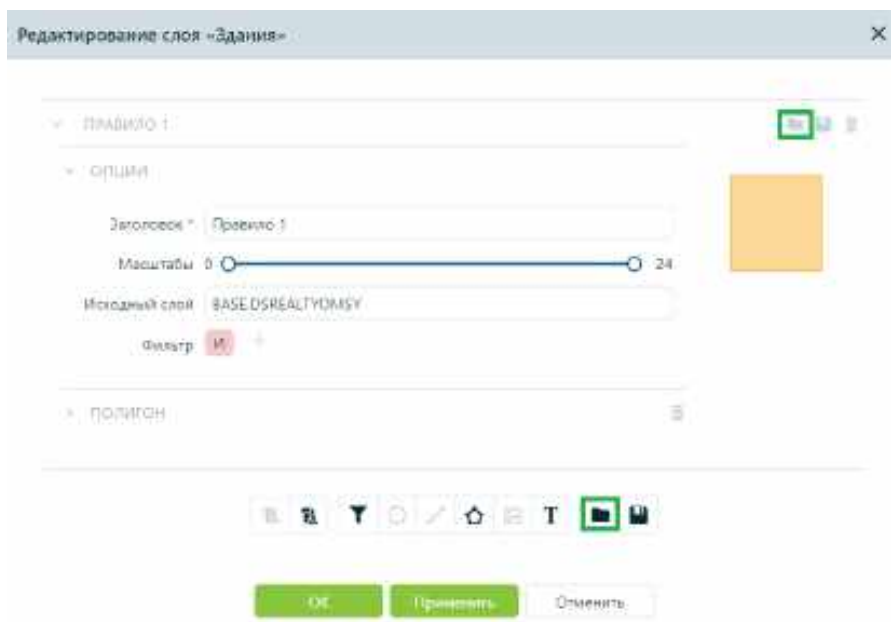 Редактирование слоя «Здания»
ПРАВИЛО 1
ОПЦИИ
Заголовок * Правило 1
Масштабы 0 24
Исходный слой BASE.DSREALTYOMSY
Фильтр И +
ПОЛИГОН
T
ОК Применить Отменить